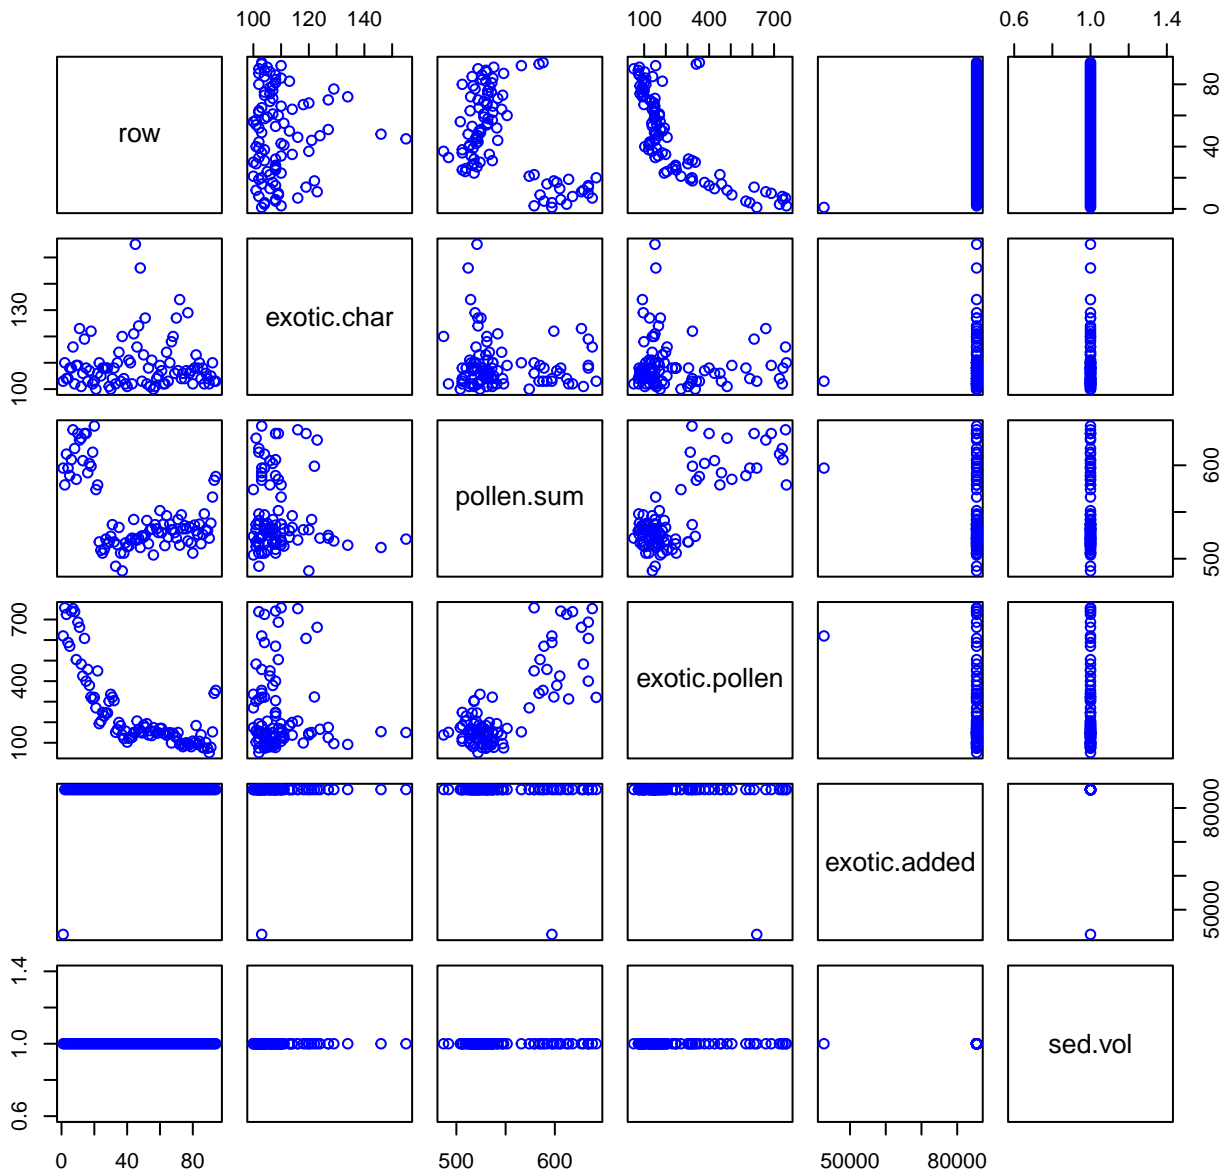 100 120 140 100 400 700 0.6 1.0 1.4
row 0 40 80
100 130 exotic.char
pollen.sum 500 600
100 400 700 exotic.pollen
exotic.added 50000 80000
0.6 1.0 1.4 sed.vol
0 40 80 500 600 50000 80000